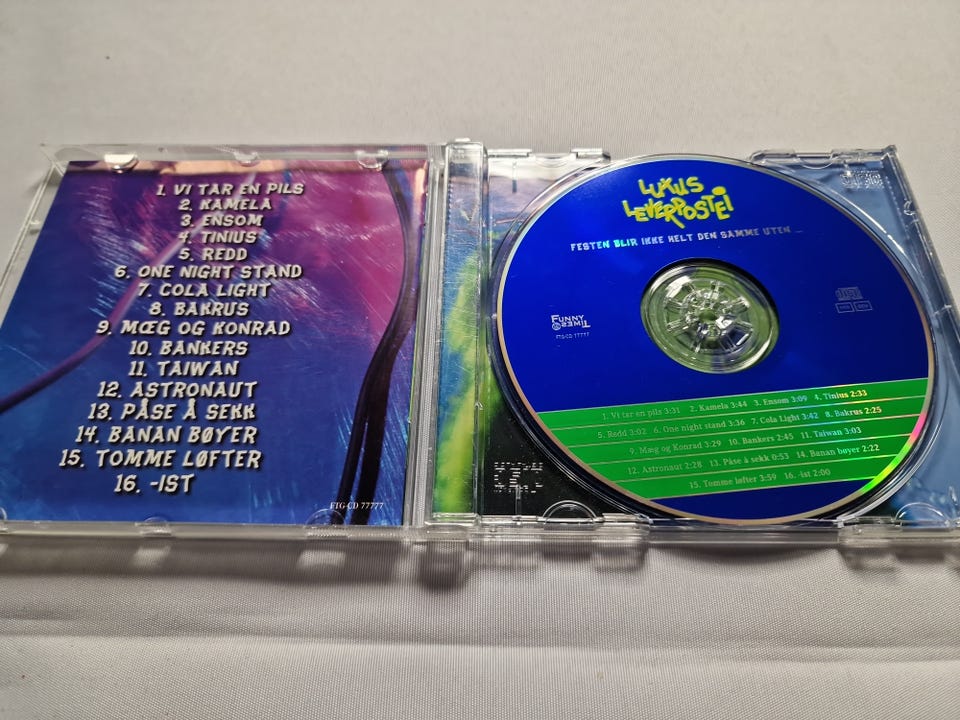 1. VI TAR EN PILS
2. KAMELA
3. ENSOM
4. TINIUS
5. REDD
6. ONE NIGHT STAND
7. COLA LIGHT
8. BAKRUS
9. MÆG OG KONRAD
10. BANKERS
11. TAIWAN
12. ASTRONAUT
13. PÅSE Å SEKK
14. BANAN BØYER
15. TOMME LØFTER
16. -IST
FTG-CD 77777
LUXUS
LEVERPOSTEI
FESTEN BLIR IKKE HELT DEN SAMME UTEN ...
FUNNY
TIMES
FTG-CD 77777
1. Vi tar en pils 3:31 2. Kamela 3:44 3. Ensom 3:09 4. Tinius 2:33
5. Redd 3:02 6. One night stand 3:36 7. Cola Light 3:42 8. Bakrus 2:25
9. Mæg og Konrad 3:29 10. Bankers 2:45 11. Taiwan 3:03
12. Astronaut 2:28 13. Påse å sekk 0:53 14. Banan bøyer 2:22
15. Tomme løfter 3:59 16. -ist 2:00